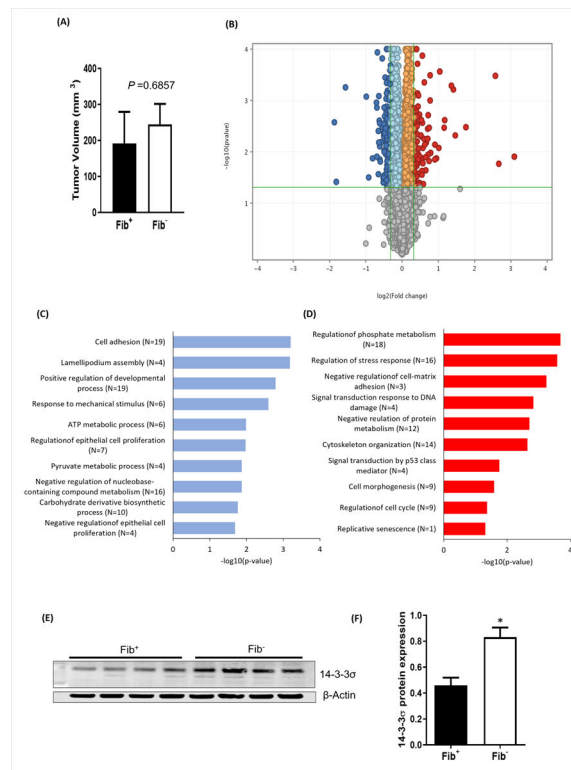 (A)
Tumor Volume (mm³)
400
300
200
100
0
P =0.6857
Fib⁺
Fib⁻
(B)
-log10(pvalue)
4
3
2
1
−4
−3
−2
−1
0
1
2
3
4
log2(Fold change)
(C)
Cell adhesion (N=19)
Lamellipodium assembly (N=4)
Positive regulation of developmental
process (N=19)
Response to mechanical stimulus (N=6)
ATP metabolic process (N=6)
Regulationof epithelial cell proliferation
(N=7)
Pyruvate metabolic process (N=4)
Negative regulation of nucleobase-
containing compound metabolism (N=16)
Carbohydrate derivative biosynthetic
process (N=10)
Negative regulationof epithelial cell
proliferation (N=4)
0
1
2
3
4
-log10(p-value)
(D)
Regulationof phosphate metabolism
(N=18)
Regulation of stress response (N=16)
Negative regulationof cell-matrix
adhesion (N=3)
Signal transduction response to DNA
damage (N=4)
Negative reulation of protein
metabolism (N=12)
Cytoskeleton organization (N=14)
Signal transduction by p53 class
mediator (N=4)
Cell morphogenesis (N=9)
Regulationof cell cycle (N=9)
Replicative senescence (N=1)
0
2
4
-log10(p-value)
(E)
Fib⁺
Fib⁻
14-3-3σ
β-Actin
(F)
14-3-3σ protein expression
1.0
0.8
0.6
0.4
0.2
0.0
*
Fib⁺
Fib⁻